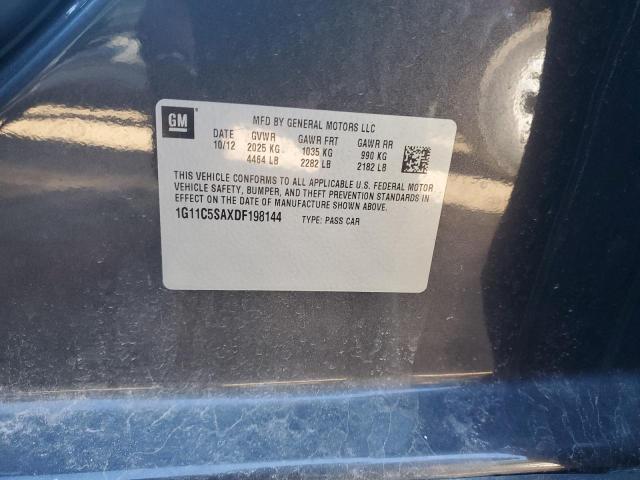 GM
MFD BY GENERAL MOTORS LLC
DATE GVWR GAWR FRT GAWR RR
10/12 2025 KG 1035 KG 990 KG
4464 LB 2282 LB 2182 LB
THIS VEHICLE CONFORMS TO ALL APPLICABLE U.S. FEDERAL MOTOR
VEHICLE SAFETY, BUMPER, AND THEFT PREVENTION STANDARDS IN
EFFECT ON THE DATE OF MANUFACTURE SHOWN ABOVE.
1G11C5SAXDF198144 TYPE: PASS CAR